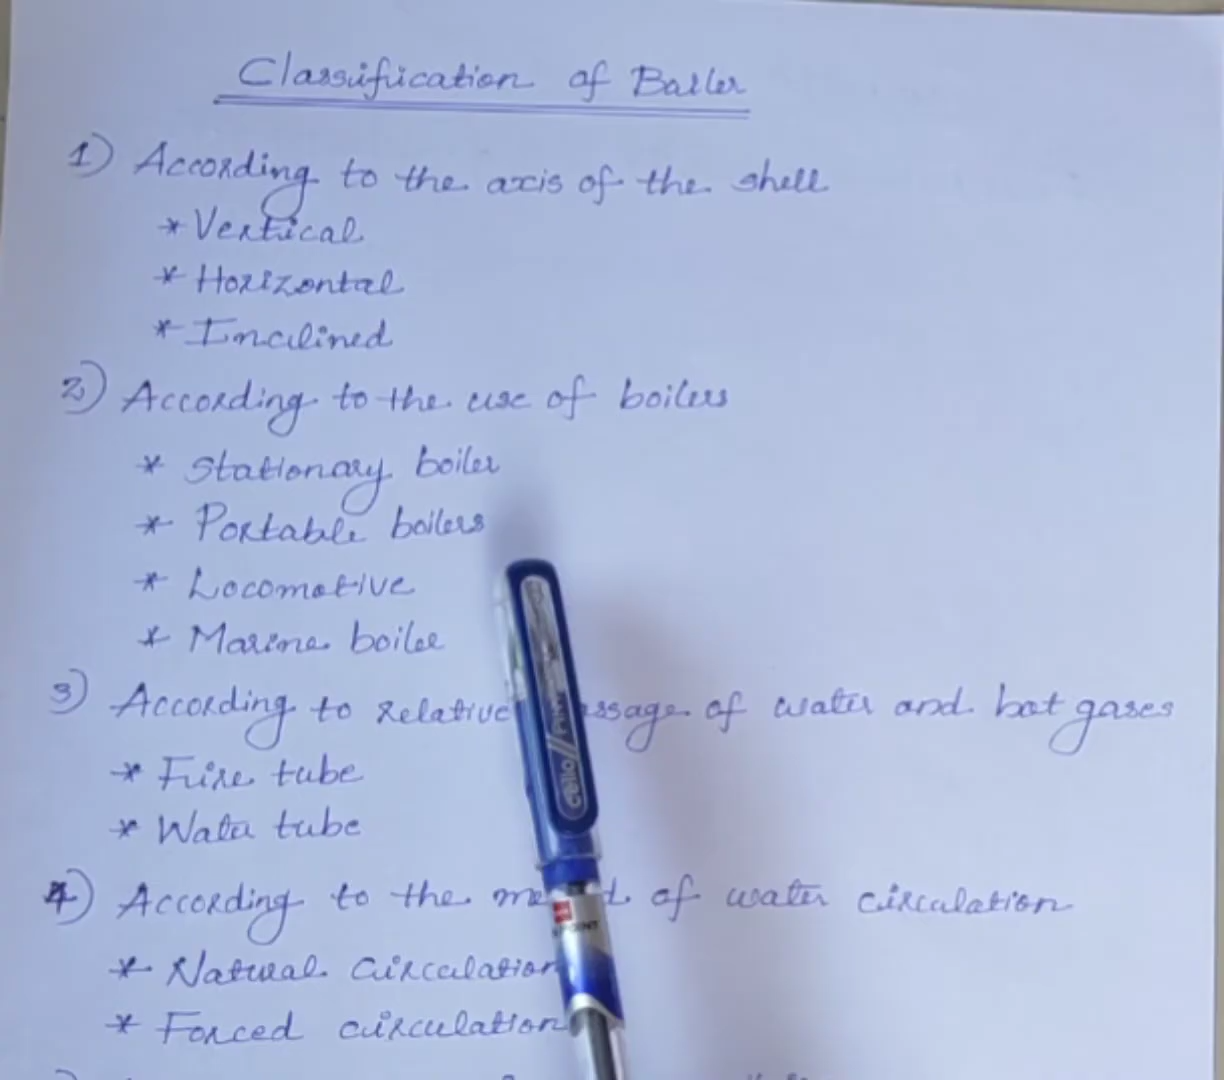 Classification of Boiler
1) According to the axis of the shell
* Vertical
* Horizontal
* Inclined
2) According to the use of boilers
* Stationary boiler
* Portable boilers
* Locomotive
* Marine boiler
3) According to relative of water and hot gases
* Fire tube
* Water tube
4) According to the of water circulation
* Natural circulation
* Forced circulation
cello